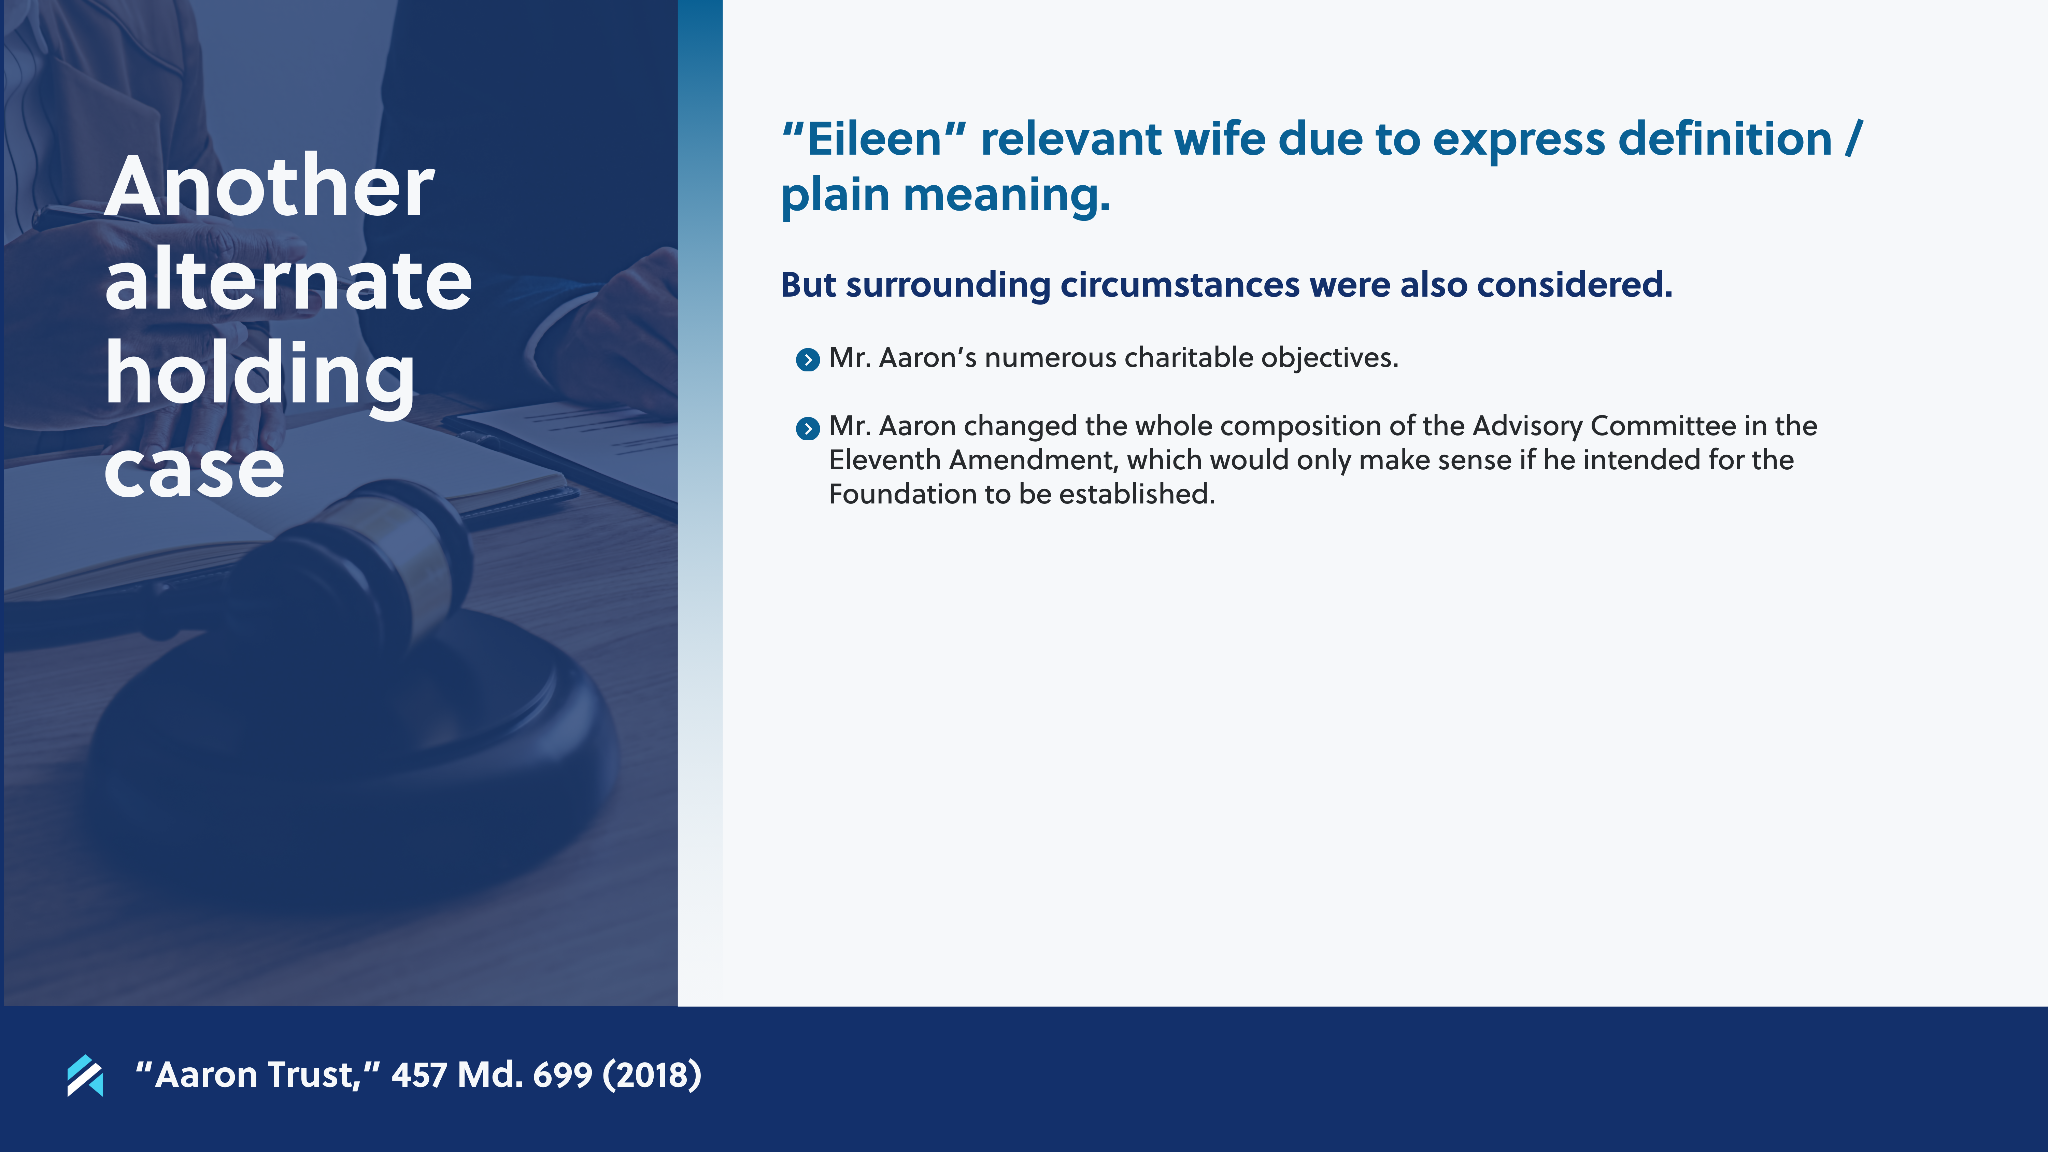 Another
alternate
holding
case
“Eileen” relevant wife due to express definition /
plain meaning.
But surrounding circumstances were also considered.
Mr. Aaron’s numerous charitable objectives.
Mr. Aaron changed the whole composition of the Advisory Committee in the
Eleventh Amendment, which would only make sense if he intended for the
Foundation to be established.
“Aaron Trust,” 457 Md. 699 (2018)